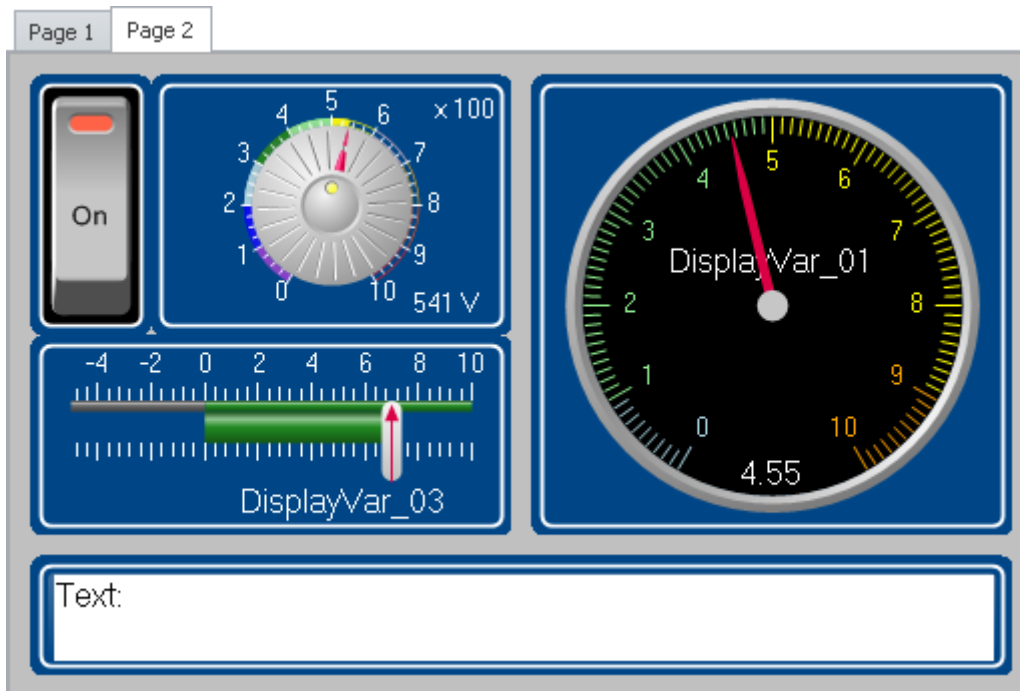 Page 1 Page 2
On
0 1 2 3 4 5 6 7 8 9 10
x100
541 V
-4 -2 0 2 4 6 8 10
DisplayVar_03
0 1 2 3 4 5 6 7 8 9 10
DisplayVar_01
4.55
Text: